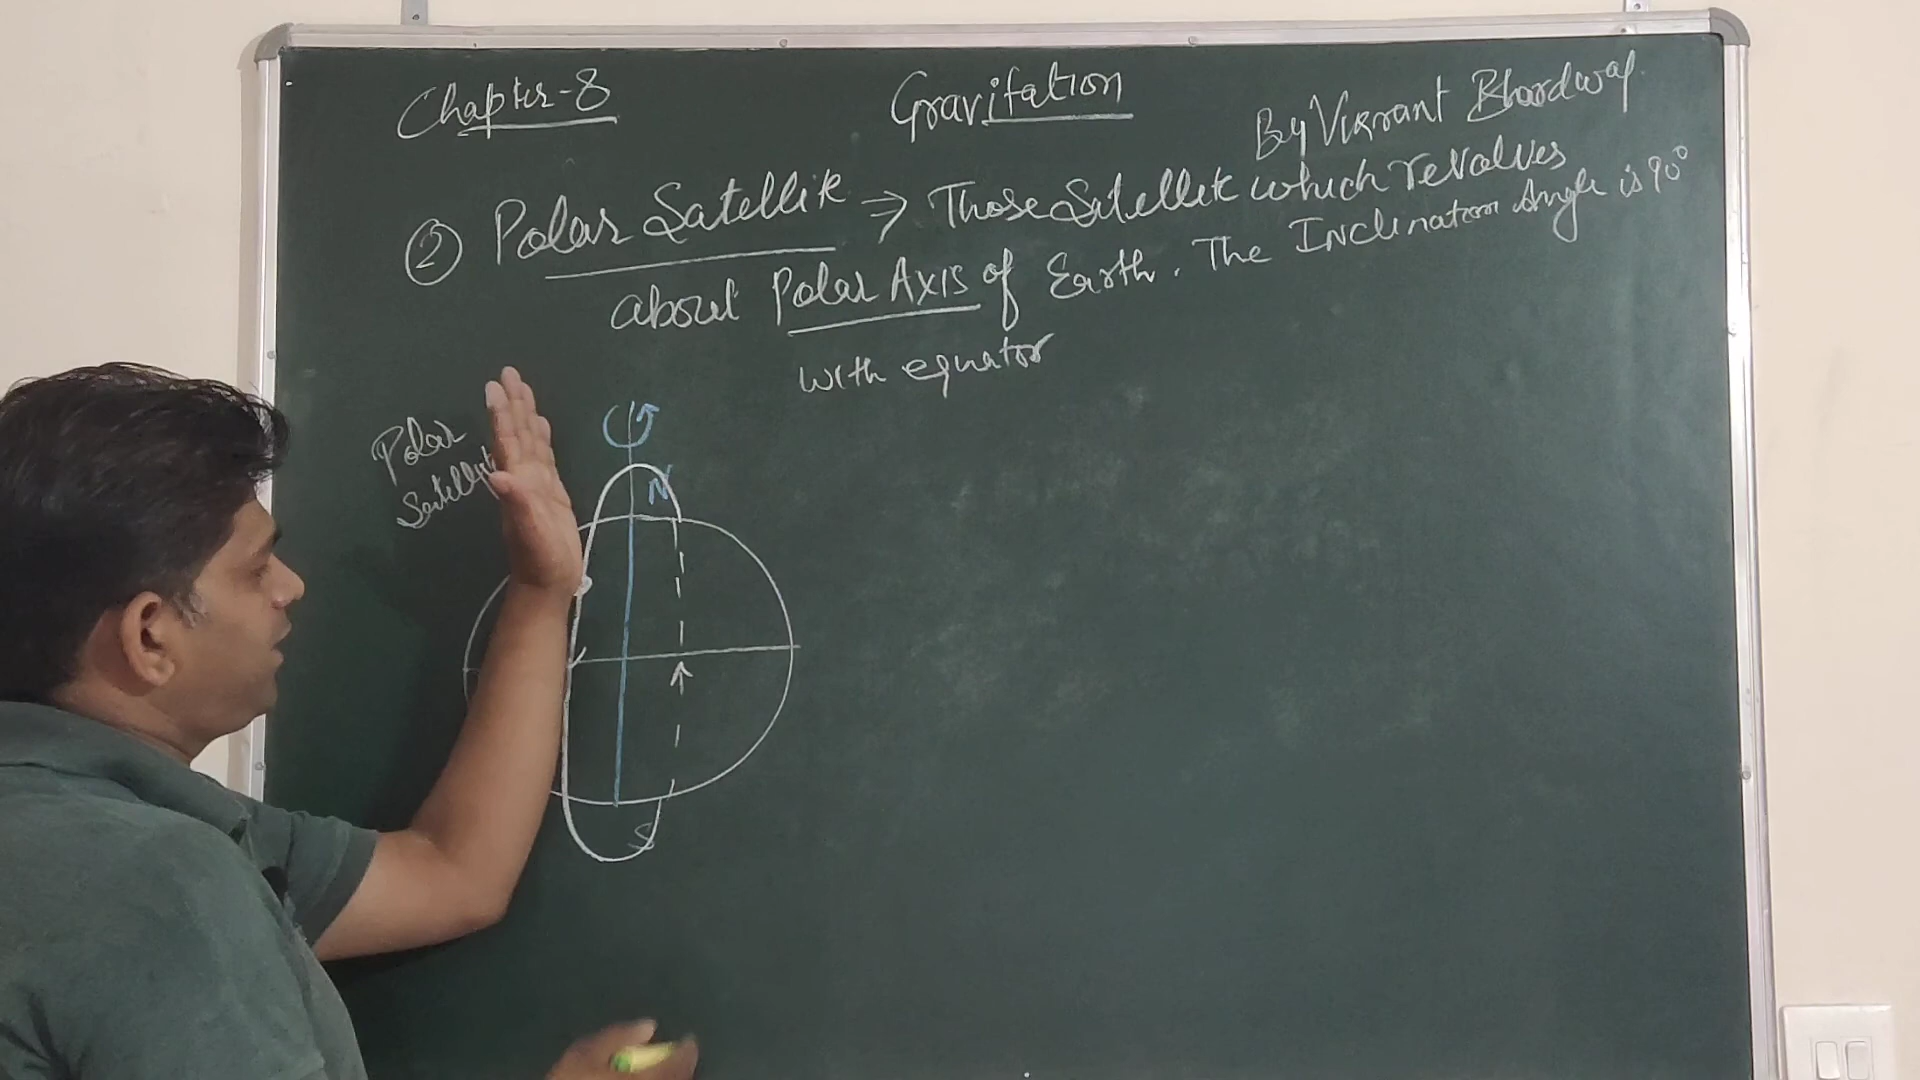 Chapter-8
Gravitation
By Vikrant Bhardwaj.
② Polar Satellite ⇒ Those Satellite which revolves
about Polar Axis of Earth. The Inclination Angle is 90°
with equator
Polar
Satellite
N
S